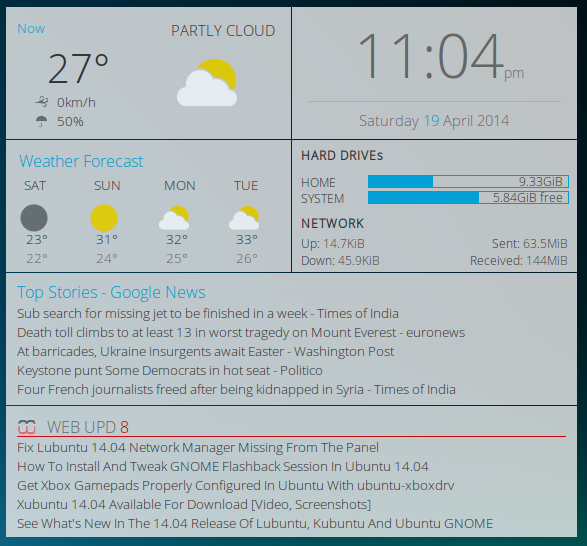 Now
PARTLY CLOUD
27°
0km/h
50%
11:04pm
Saturday 19 April 2014
Weather Forecast
SAT SUN MON TUE
23° 31° 32° 33°
22° 24° 25° 26°
HARD DRIVEs
HOME 9.33GiB
SYSTEM 5.84GiB free
NETWORK
Up: 14.7KiB Sent: 63.5MiB
Down: 45.9KiB Received: 144MiB
Top Stories - Google News
Sub search for missing jet to be finished in a week - Times of India
Death toll climbs to at least 13 in worst tragedy on Mount Everest - euronews
At barricades, Ukraine insurgents await Easter - Washington Post
Keystone punt Some Democrats in hot seat - Politico
Four French journalists freed after being kidnapped in Syria - Times of India
WEB UPD 8
Fix Lubuntu 14.04 Network Manager Missing From The Panel
How To Install And Tweak GNOME Flashback Session In Ubuntu 14.04
Get Xbox Gamepads Properly Configured In Ubuntu With ubuntu-xboxdrv
Xubuntu 14.04 Available For Download [Video, Screenshots]
See What's New In The 14.04 Release Of Lubuntu, Kubuntu And Ubuntu GNOME